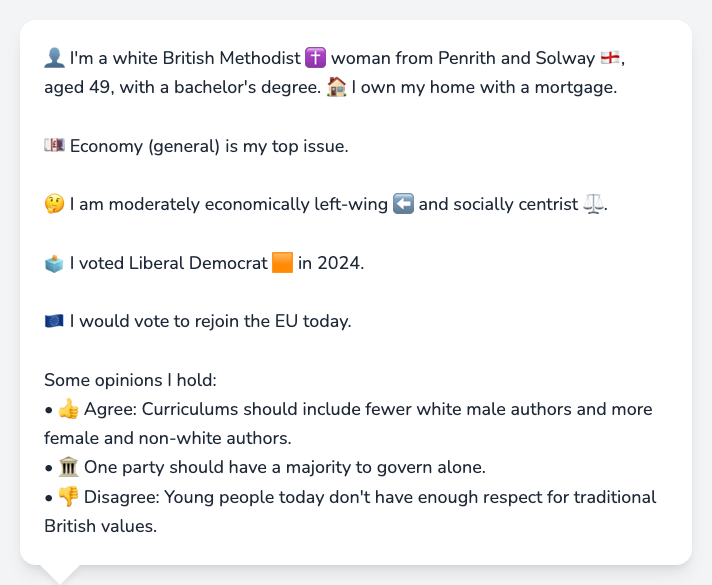 👤 I'm a white British Methodist ✝️ woman from Penrith and Solway 🏴󠁧󠁢󠁥󠁮󠁧󠁿,
aged 49, with a bachelor's degree. 🏠 I own my home with a mortgage.
💷 Economy (general) is my top issue.
🤔 I am moderately economically left-wing ⬅️ and socially centrist ⚖️.
🗳️ I voted Liberal Democrat 🟧 in 2024.
🇪🇺 I would vote to rejoin the EU today.
Some opinions I hold:
• 👍 Agree: Curriculums should include fewer white male authors and more
female and non-white authors.
• 🏛️ One party should have a majority to govern alone.
• 👎 Disagree: Young people today don't have enough respect for traditional
British values.